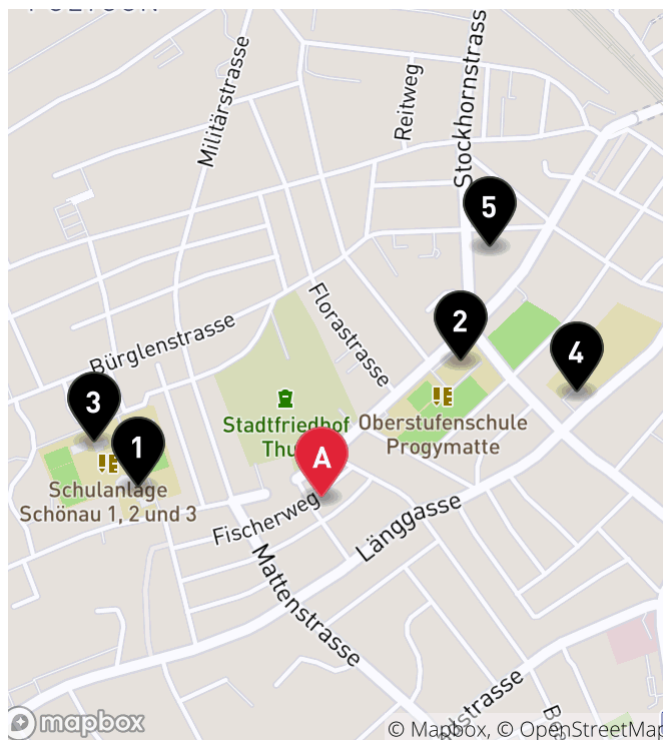 Militärstrasse
Reitweg
Stockhornstrass
5
Florastrasse
Bürglenstrasse
2
4
3
Stadtfriedhof
Thu
Oberstufenschule
Progymatte
1
A
Schulanlage
Schönau 1, 2 und 3
Fischerweg
Länggasse
Mattenstrasse
mapbox
© Mapbox, © OpenStreetMap